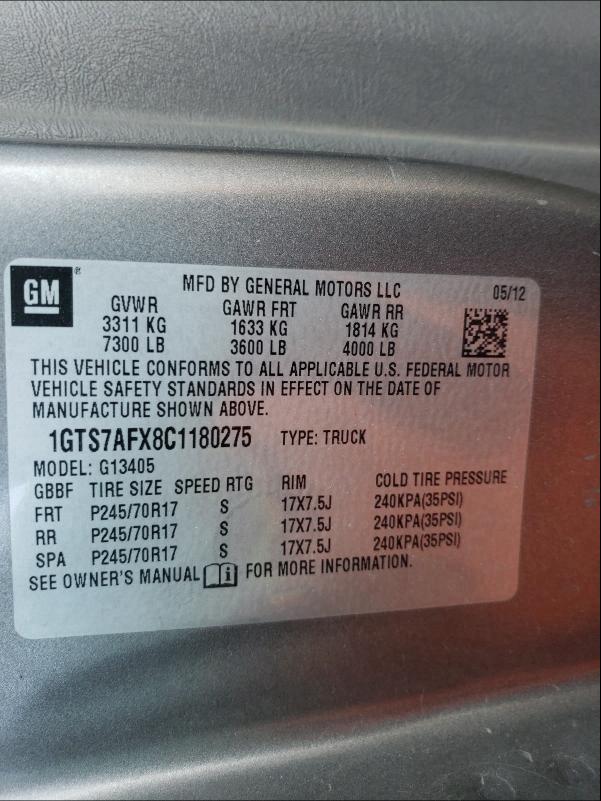 GM®
MFD BY GENERAL MOTORS LLC 05/12
GVWR GAWR FRT GAWR RR
3311 KG 1633 KG 1814 KG
7300 LB 3600 LB 4000 LB
THIS VEHICLE CONFORMS TO ALL APPLICABLE U.S. FEDERAL MOTOR
VEHICLE SAFETY STANDARDS IN EFFECT ON THE DATE OF
MANUFACTURE SHOWN ABOVE.
1GTS7AFX8C1180275 TYPE: TRUCK
MODEL: G13405
GBBF TIRE SIZE SPEED RTG RIM COLD TIRE PRESSURE
FRT P245/70R17 S 17X7.5J 240KPA(35PSI)
RR P245/70R17 S 17X7.5J 240KPA(35PSI)
SPA P245/70R17 S 17X7.5J 240KPA(35PSI)
SEE OWNER'S MANUAL i FOR MORE INFORMATION.